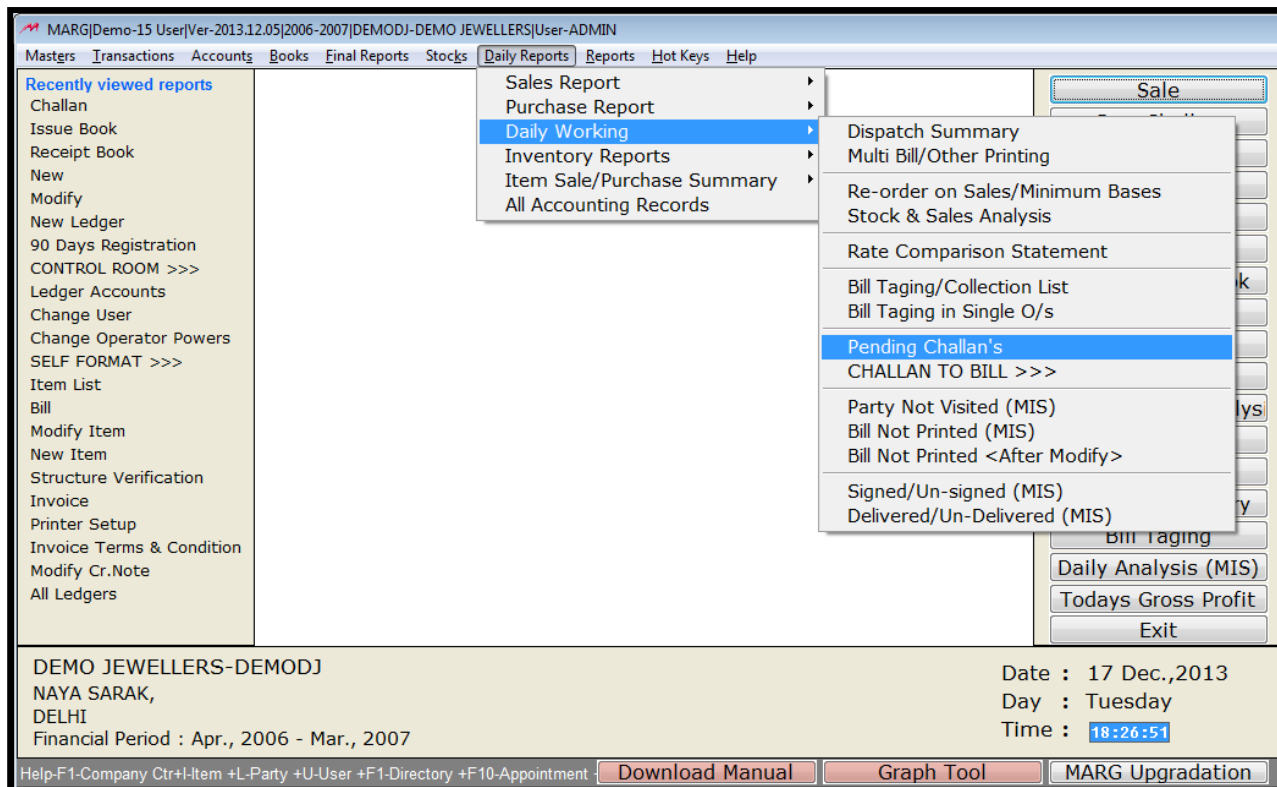 MARG|Demo-15 User|Ver-2013.12.05|2006-2007|DEMODJ-DEMO JEWELLERS|User-ADMIN
Masters Transactions Accounts Books Final Reports Stocks Daily Reports Reports Hot Keys Help
Recently viewed reports
Challan
Issue Book
Receipt Book
New
Modify
New Ledger
90 Days Registration
CONTROL ROOM >>>
Ledger Accounts
Change User
Change Operator Powers
SELF FORMAT >>>
Item List
Bill
Modify Item
New Item
Structure Verification
Invoice
Printer Setup
Invoice Terms & Condition
Modify Cr.Note
All Ledgers
Sales Report
Purchase Report
Daily Working
Inventory Reports
Item Sale/Purchase Summary
All Accounting Records
Dispatch Summary
Multi Bill/Other Printing
Re-order on Sales/Minimum Bases
Stock & Sales Analysis
Rate Comparison Statement
Bill Taging/Collection List
Bill Taging in Single O/s
Pending Challan's
CHALLAN TO BILL >>>
Party Not Visited (MIS)
Bill Not Printed (MIS)
Bill Not Printed <After Modify>
Signed/Un-signed (MIS)
Delivered/Un-Delivered (MIS)
Sale
k
lysi
ry
Bill Taging
Daily Analysis (MIS)
Todays Gross Profit
Exit
DEMO JEWELLERS-DEMODJ
NAYA SARAK,
DELHI
Financial Period : Apr., 2006 - Mar., 2007
Date : 17 Dec.,2013
Day : Tuesday
Time : 18:26:51
Help-F1-Company Ctr+I-Item +L-Party +U-User +F1-Directory +F10-Appointment -
Download Manual
Graph Tool
MARG Upgradation